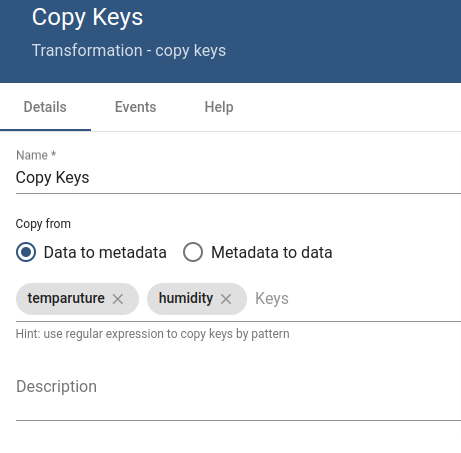 Copy Keys
Transformation - copy keys
Details Events Help
Name *
Copy Keys
Copy from
Data to metadata Metadata to data
temparuture humidity Keys
Hint: use regular expression to copy keys by pattern
Description